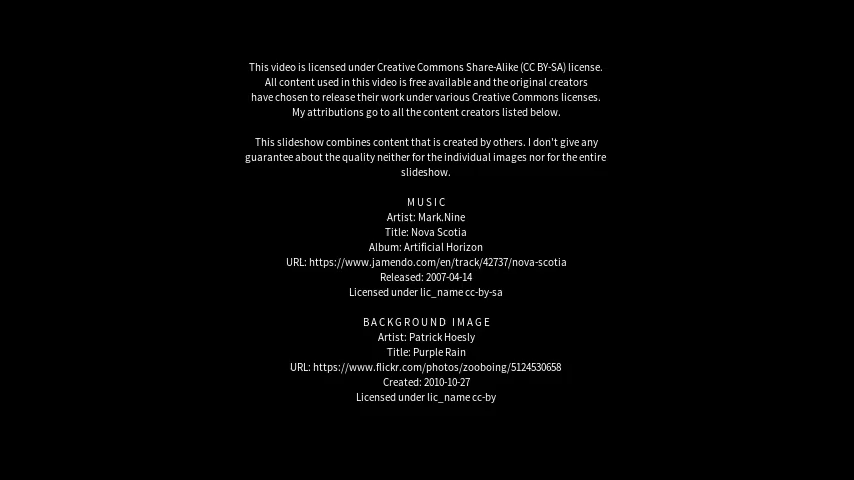 This video is licensed under Creative Commons Share-Alike (CC BY-SA) license.
All content used in this video is free available and the original creators
have chosen to release their work under various Creative Commons licenses.
My attributions go to all the content creators listed below.
This slideshow combines content that is created by others. I don't give any
guarantee about the quality neither for the individual images nor for the entire
slideshow.
MUSIC
Artist: Mark.Nine
Title: Nova Scotia
Album: Artificial Horizon
URL: https://www.jamendo.com/en/track/42737/nova-scotia
Released: 2007-04-14
Licensed under lic_name cc-by-sa
BACKGROUND IMAGE
Artist: Patrick Hoesly
Title: Purple Rain
URL: https://www.flickr.com/photos/zooboing/5124530658
Created: 2010-10-27
Licensed under lic_name cc-by